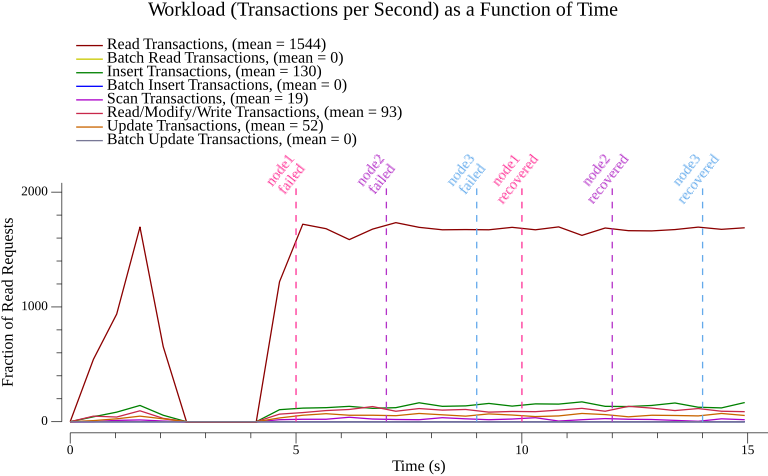 Workload (Transactions per Second) as a Function of Time
Read Transactions, (mean = 1544)
Batch Read Transactions, (mean = 0)
Insert Transactions, (mean = 130)
Batch Insert Transactions, (mean = 0)
Scan Transactions, (mean = 19)
Read/Modify/Write Transactions, (mean = 93)
Update Transactions, (mean = 52)
Batch Update Transactions, (mean = 0)
node1
failed
node2
failed
node3
failed
node1
recovered
node2
recovered
node3
recovered
Fraction of Read Requests
2000
1000
0
0
5
10
15
Time (s)